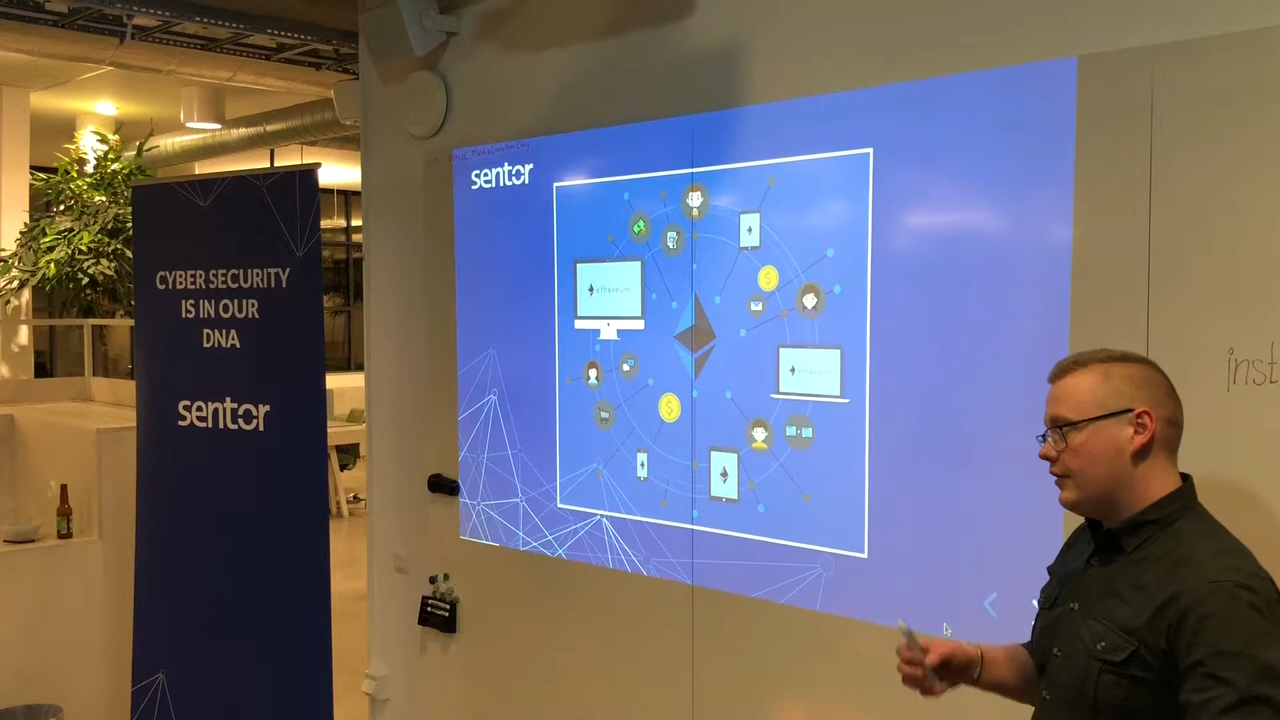 CYBER SECURITY
IS IN OUR
DNA
sentor
sentor
ethereum
ethereum
inst